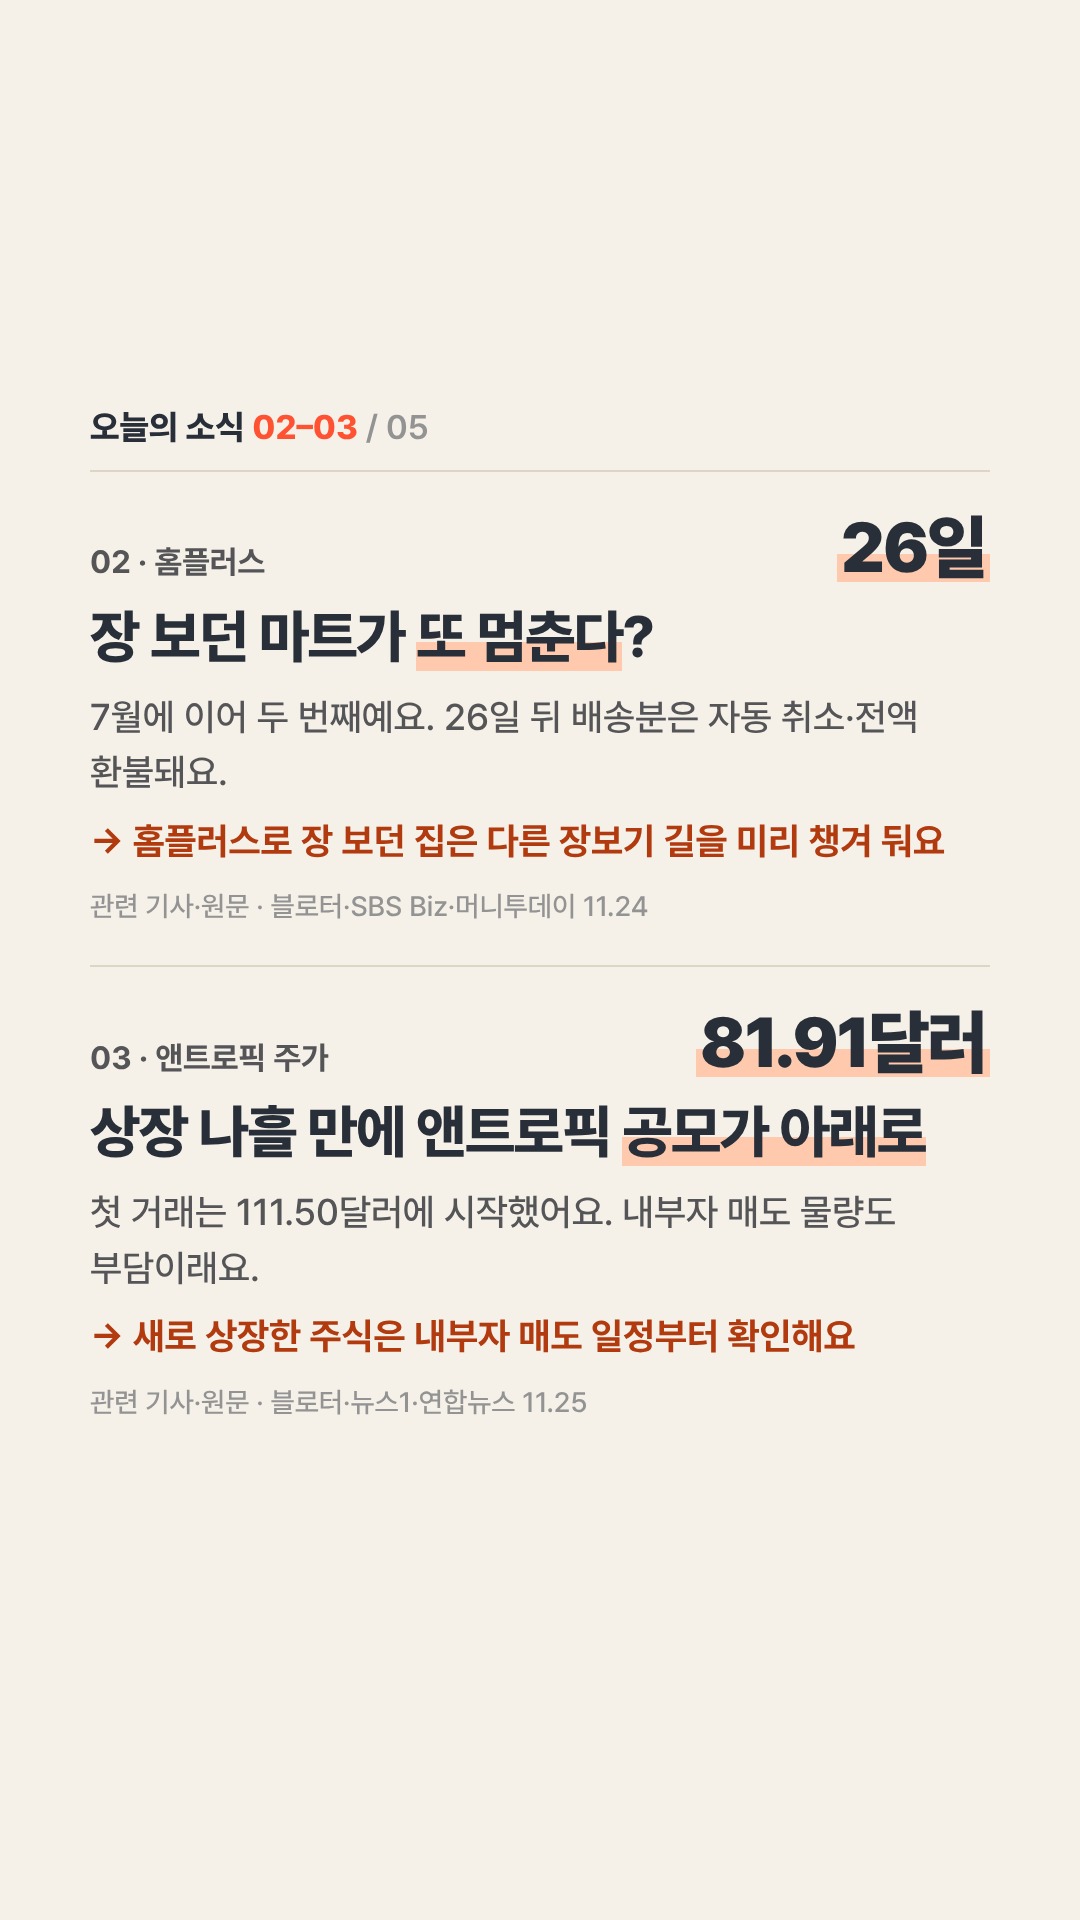 오늘의 소식 02–03 / 05
02 · 홈플러스
26일
장 보던 마트가 또 멈춘다?
7월에 이어 두 번째예요. 26일 뒤 배송분은 자동 취소·전액
환불돼요.
→ 홈플러스로 장 보던 집은 다른 장보기 길을 미리 챙겨 둬요
관련 기사·원문 · 블로터·SBS Biz·머니투데이 11.24
03 · 앤트로픽 주가
81.91달러
상장 나흘 만에 앤트로픽 공모가 아래로
첫 거래는 111.50달러에 시작했어요. 내부자 매도 물량도
부담이래요.
→ 새로 상장한 주식은 내부자 매도 일정부터 확인해요
관련 기사·원문 · 블로터·뉴스1·연합뉴스 11.25